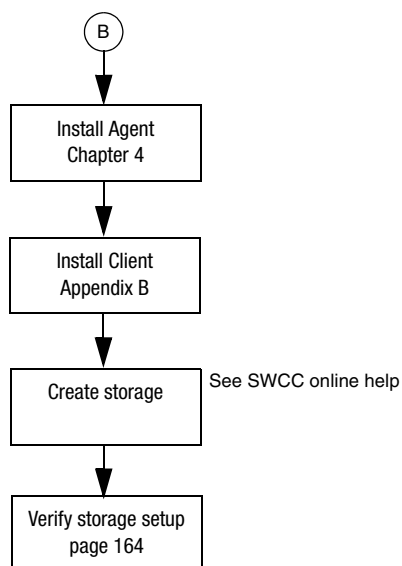 B
Install Agent
Chapter 4
Install Client
Appendix B
Create storage
See SWCC online help
Verify storage setup
page 164